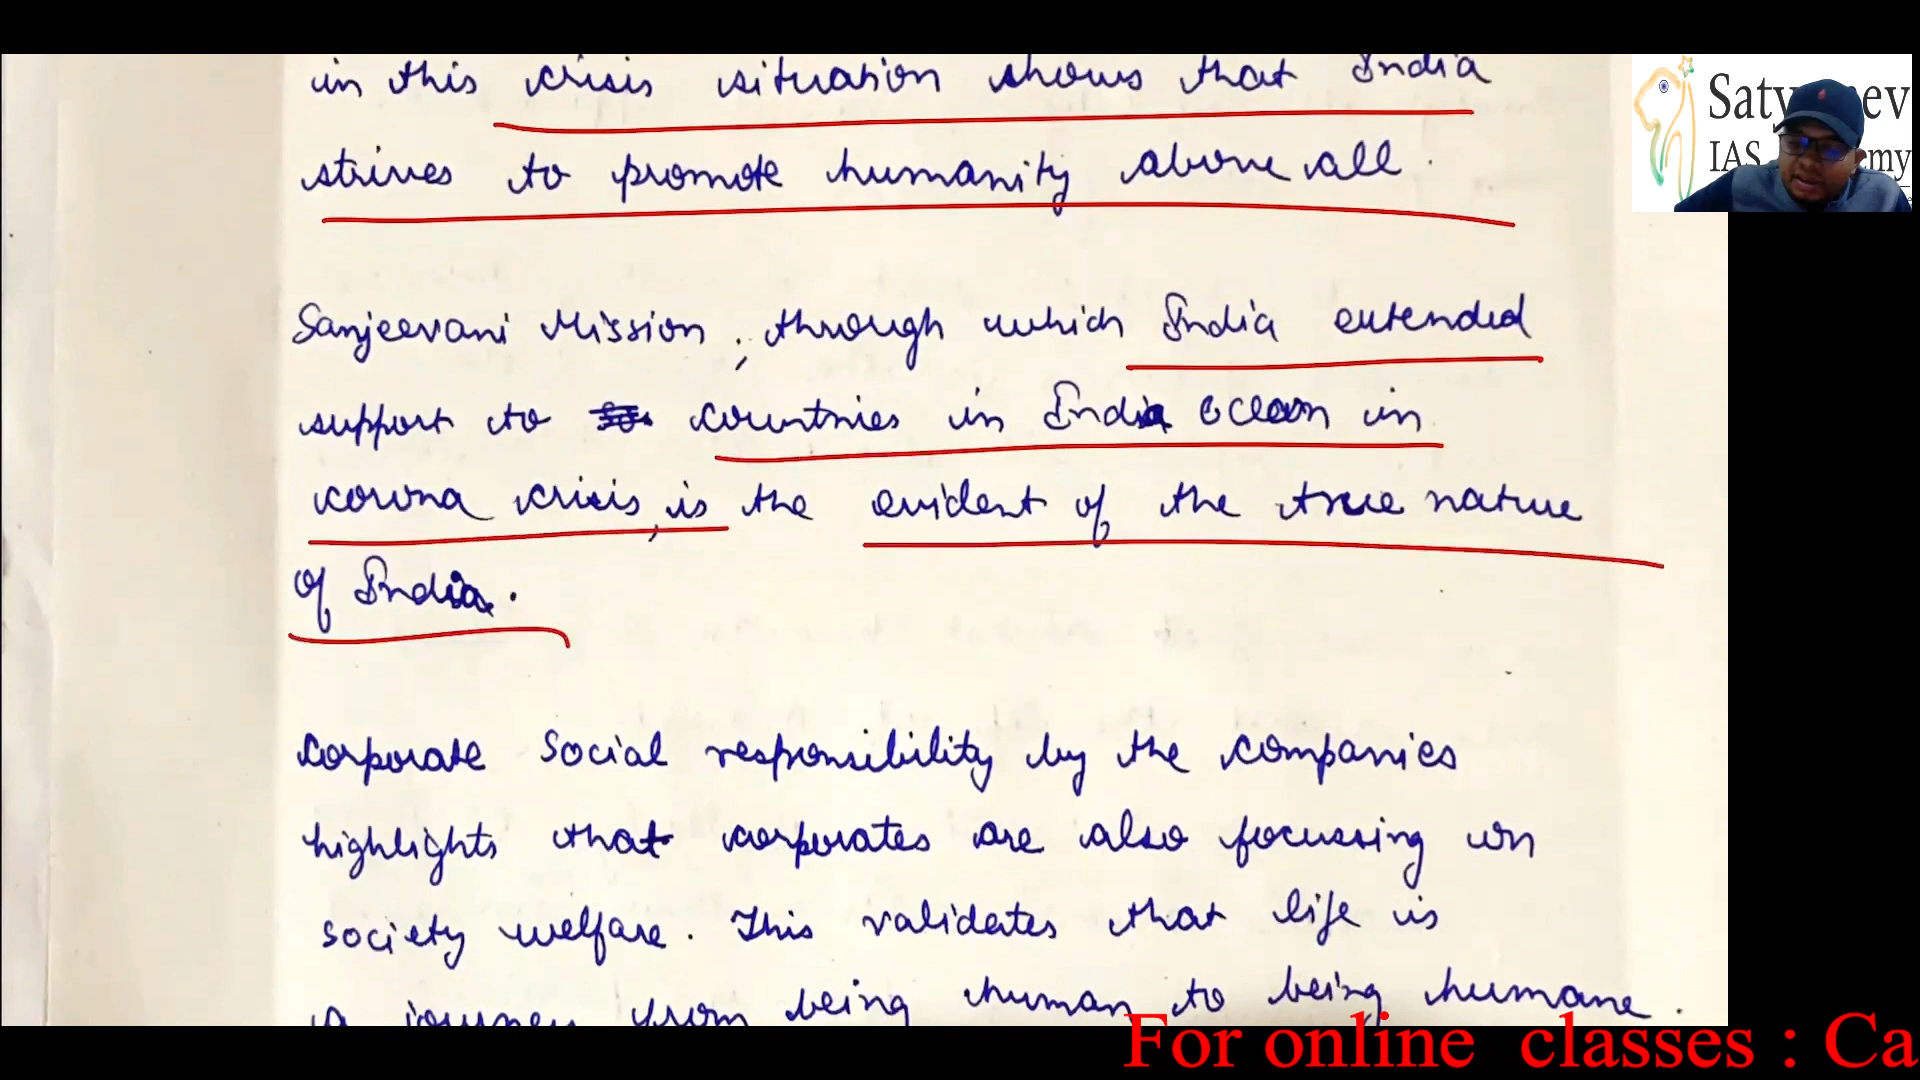 in this crisis situation shows that India
strives to promote humanity above all.
Sanjeevani Mission, through which India extended
support to countries in India ocean in
corona crisis, is the evident of the true nature
of India.
Corporate social responsibility by the companies
highlights that corporates are also focussing on
society welfare. This validates that life is
a journey from being human to being humane.
IAS
For online classes : Ca